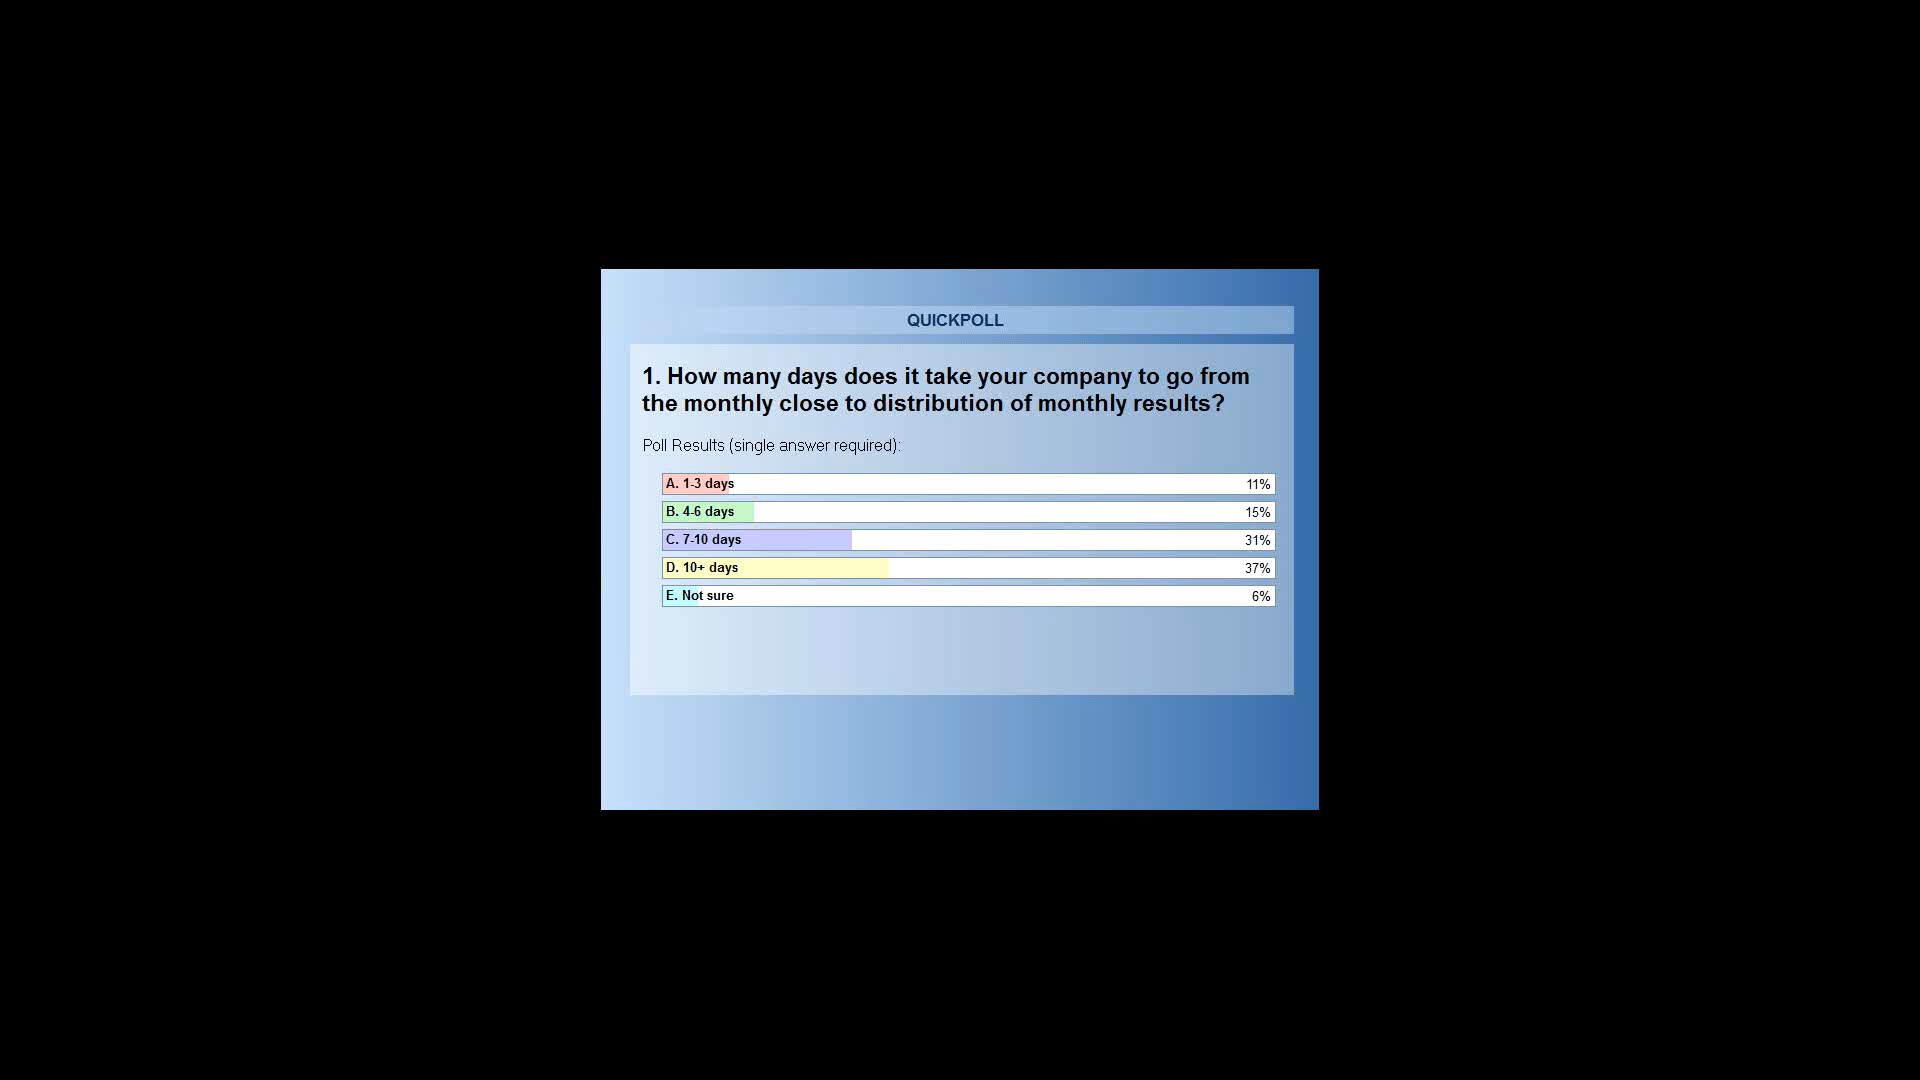 QUICKPOLL
1. How many days does it take your company to go from
the monthly close to distribution of monthly results?
Poll Results (single answer required):
A. 1-3 days 11%
B. 4-6 days 15%
C. 7-10 days 31%
D. 10+ days 37%
E. Not sure 6%